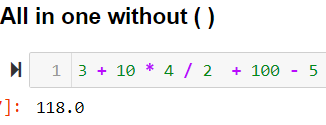 All in one without ( )
1 3 + 10 * 4 / 2 + 100 - 5
]: 118.0